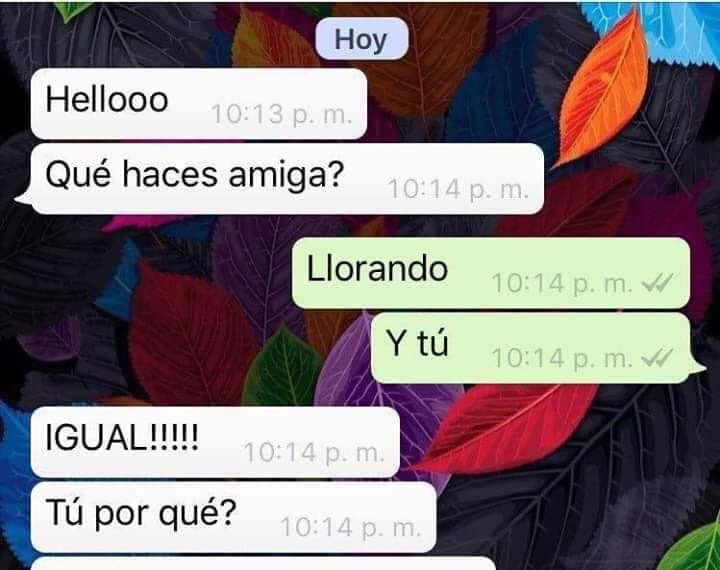 Hoy
Hellooo 10:13 p. m.
Qué haces amiga? 10:14 p. m.
Llorando 10:14 p. m.
Y tú 10:14 p. m.
IGUAL!!!!! 10:14 p. m.
Tú por qué? 10:14 p. m.